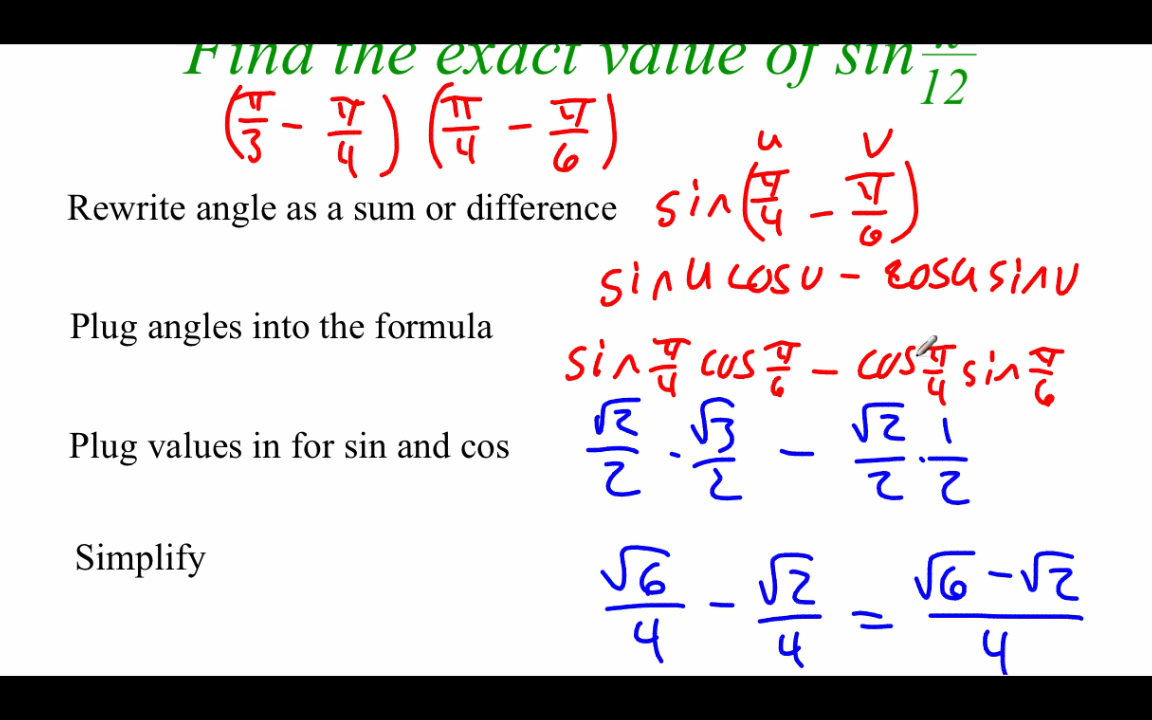 Find the exact value of sin π/12
(π/3 − π/4) (π/4 − π/6)
u v
Rewrite angle as a sum or difference
sin(π/4 − π/6)
sin u cos v − cos u sin v
Plug angles into the formula
sin π/4 cos π/6 − cos π/4 sin π/6
Plug values in for sin and cos
√2/2 · √3/2 − √2/2 · 1/2
Simplify
√6/4 − √2/4 = √6 − √2/4